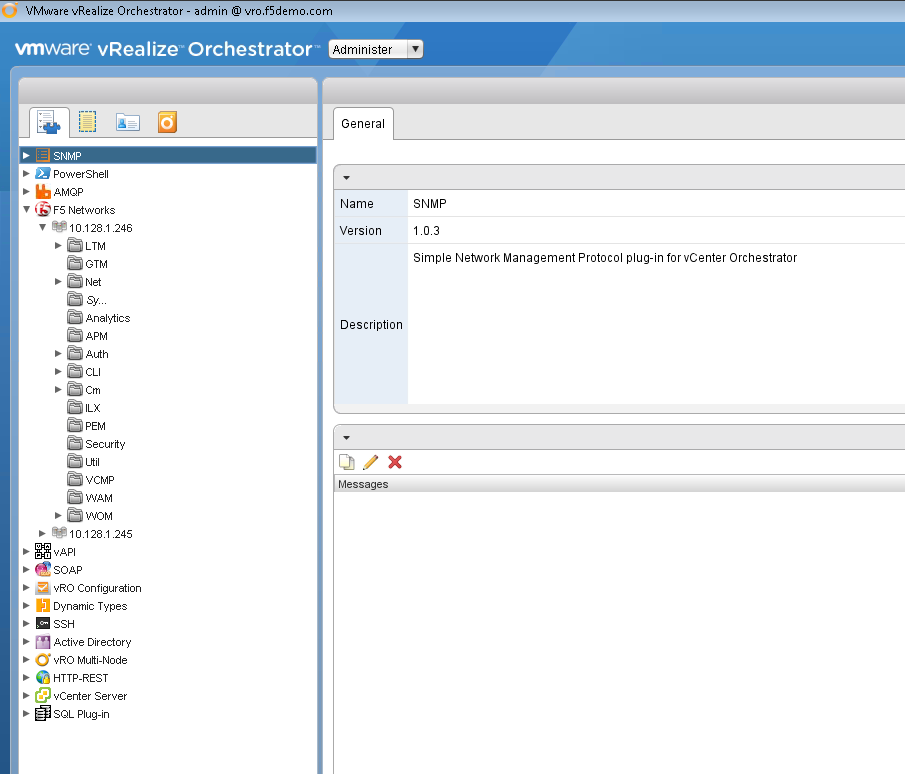 VMware vRealize Orchestrator - admin @ vro.f5demo.com
vmware® vRealize™ Orchestrator™ Administer
General
SNMP
PowerShell
AMQP
F5 Networks
10.128.1.246
LTM
GTM
Net
Sy...
Analytics
APM
Auth
CLI
Cm
ILX
PEM
Security
Util
VCMP
WAM
WOM
10.128.1.245
vAPI
SOAP
vRO Configuration
Dynamic Types
SSH
Active Directory
vRO Multi-Node
HTTP-REST
vCenter Server
SQL Plug-in
Name SNMP
Version 1.0.3
Description Simple Network Management Protocol plug-in for vCenter Orchestrator
Messages